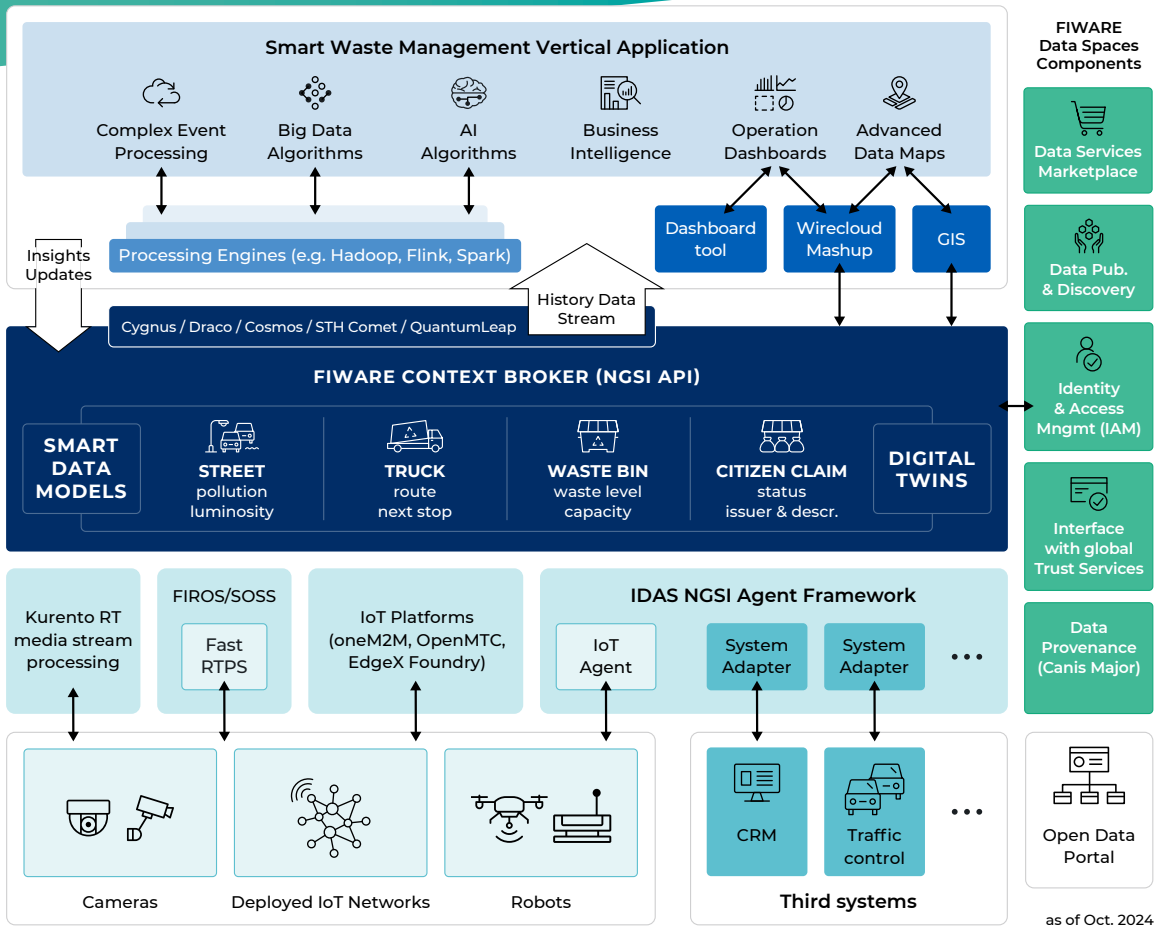 Smart Waste Management Vertical Application
Complex Event
Processing
Big Data
Algorithms
AI
Algorithms
Business
Intelligence
Operation
Dashboards
Advanced
Data Maps
Processing Engines (e.g. Hadoop, Flink, Spark)
Dashboard
tool
Wirecloud
Mashup
GIS
Insights
Updates
History Data
Stream
Cygnus / Draco / Cosmos / STH Comet / QuantumLeap
FIWARE CONTEXT BROKER (NGSI API)
SMART
DATA
MODELS
STREET
pollution
luminosity
TRUCK
route
next stop
WASTE BIN
waste level
capacity
CITIZEN CLAIM
status
issuer & descr.
DIGITAL
TWINS
Kurento RT
media stream
processing
FIROS/SOSS
Fast
RTPS
IoT Platforms
(oneM2M, OpenMTC,
EdgeX Foundry)
IDAS NGSI Agent Framework
IoT
Agent
System
Adapter
System
Adapter
...
Cameras
Deployed IoT Networks
Robots
CRM
Traffic
control
...
Third systems
FIWARE
Data Spaces
Components
Data Services
Marketplace
Data Pub.
& Discovery
Identity
& Access
Mngmt (IAM)
Interface
with global
Trust Services
Data
Provenance
(Canis Major)
Open Data
Portal
as of Oct. 2024